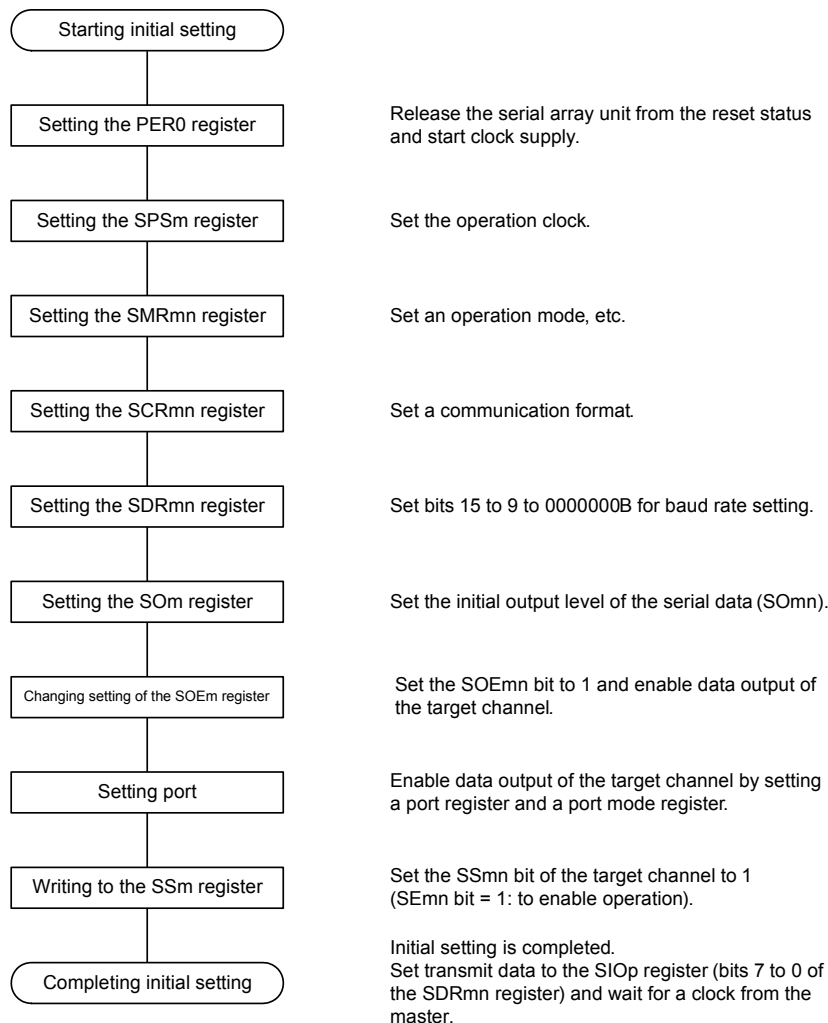 Starting initial setting
Setting the PER0 register
Release the serial array unit from the reset status
and start clock supply.
Setting the SPSm register
Set the operation clock.
Setting the SMRmn register
Set an operation mode, etc.
Setting the SCRmn register
Set a communication format.
Setting the SDRmn register
Set bits 15 to 9 to 0000000B for baud rate setting.
Setting the SOm register
Set the initial output level of the serial data (SOmn).
Changing setting of the SOEm register
Set the SOEmn bit to 1 and enable data output of
the target channel.
Setting port
Enable data output of the target channel by setting
a port register and a port mode register.
Writing to the SSm register
Set the SSmn bit of the target channel to 1
(SEmn bit = 1: to enable operation).
Completing initial setting
Initial setting is completed.
Set transmit data to the SIOp register (bits 7 to 0 of
the SDRmn register) and wait for a clock from the
master.